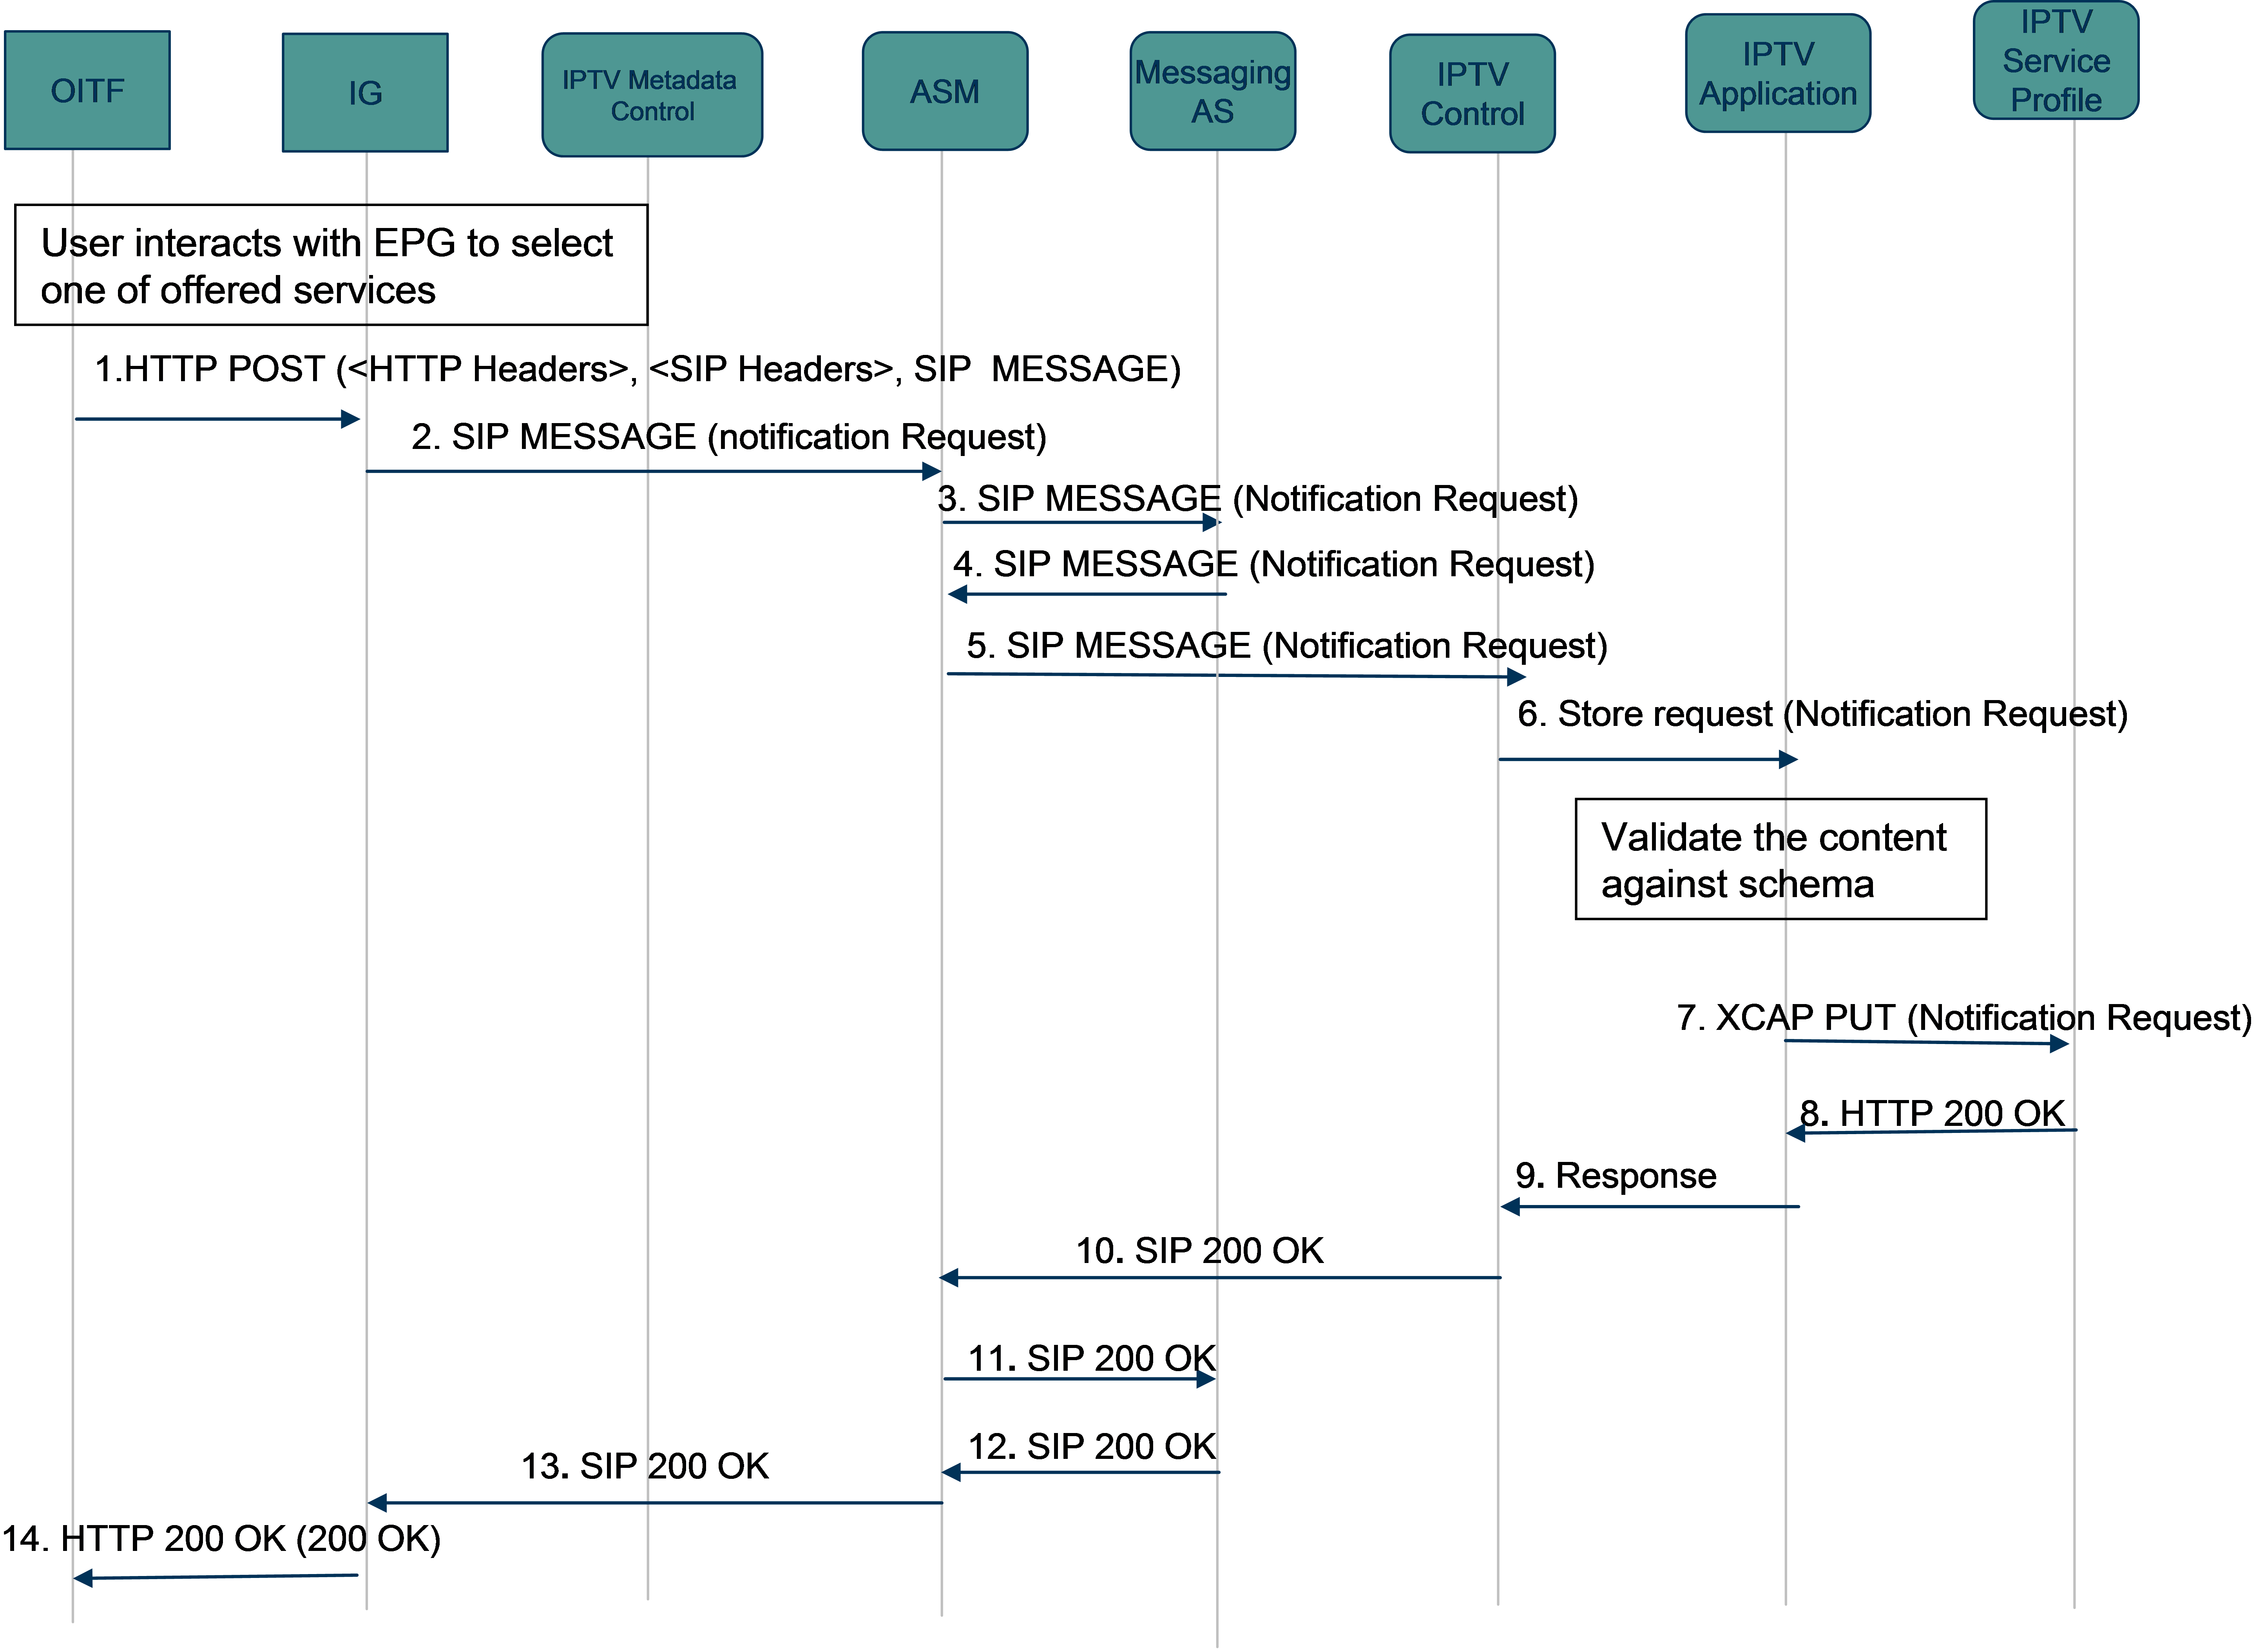 OITF
IG
IPTV Metadata
Control
ASM
Messaging
AS
IPTV
Control
IPTV
Application
IPTV
Service
Profile
User interacts with EPG to select
one of offered services
1.HTTP POST (<HTTP Headers>, <SIP Headers>, SIP  MESSAGE)
2. SIP MESSAGE (notification Request)
3. SIP MESSAGE (Notification Request)
4. SIP MESSAGE (Notification Request)
5. SIP MESSAGE (Notification Request)
6. Store request (Notification Request)
Validate the content
against schema
7. XCAP PUT (Notification Request)
8. HTTP 200 OK
9. Response
10. SIP 200 OK
11. SIP 200 OK
12. SIP 200 OK
13. SIP 200 OK
14. HTTP 200 OK (200 OK)